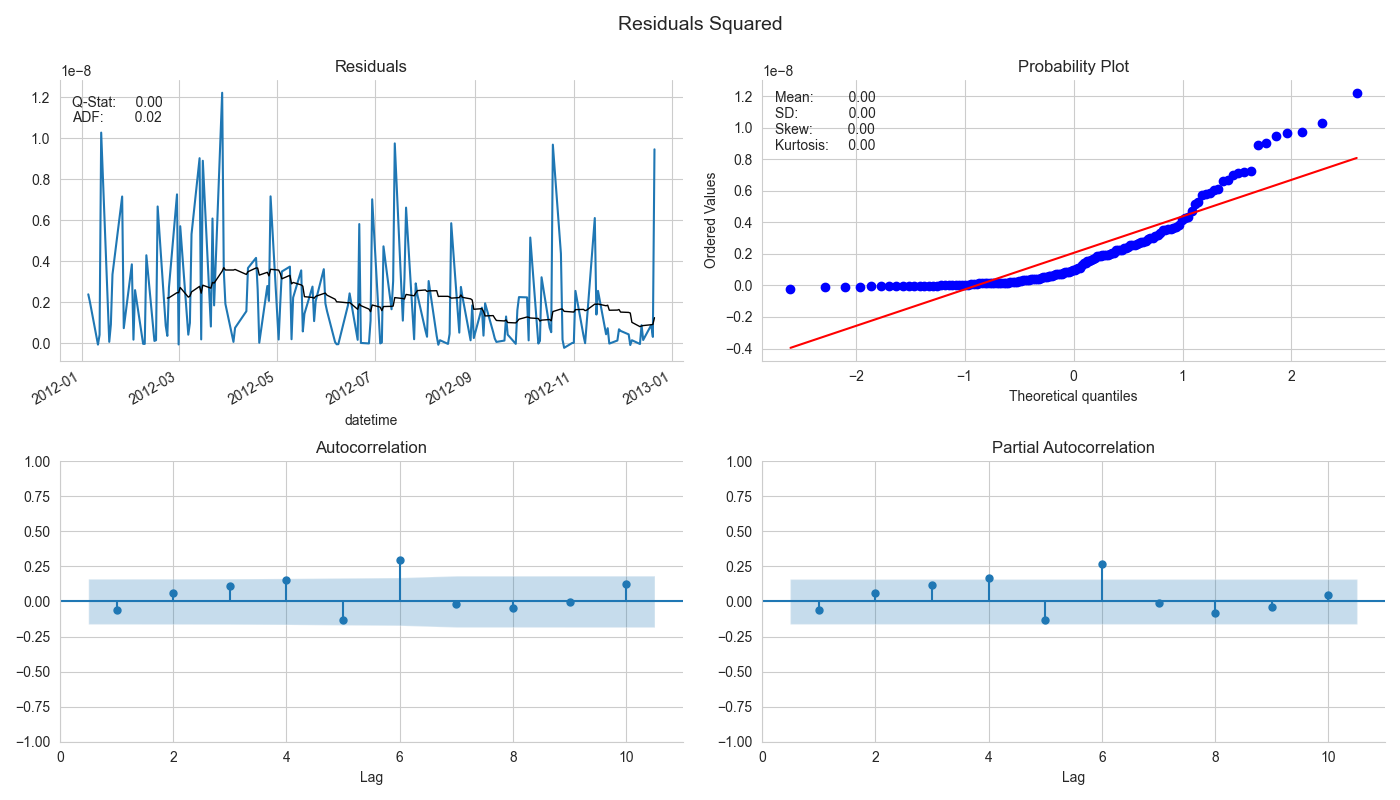 Residuals Squared
Residuals
1e−8
Q-Stat: 0.00
ADF: 0.02
1.2
1.0
0.8
0.6
0.4
0.2
0.0
2012-01
2012-03
2012-05
2012-07
2012-09
2012-11
2013-01
datetime
Probability Plot
1e−8
Mean: 0.00
SD: 0.00
Skew: 0.00
Kurtosis: 0.00
Ordered Values
1.2
1.0
0.8
0.6
0.4
0.2
0.0
−0.2
−0.4
−2 −1 0 1 2
Theoretical quantiles
Autocorrelation
1.00
0.75
0.50
0.25
0.00
−0.25
−0.50
−0.75
−1.00
0 2 4 6 8 10
Lag
Partial Autocorrelation
1.00
0.75
0.50
0.25
0.00
−0.25
−0.50
−0.75
−1.00
0 2 4 6 8 10
Lag